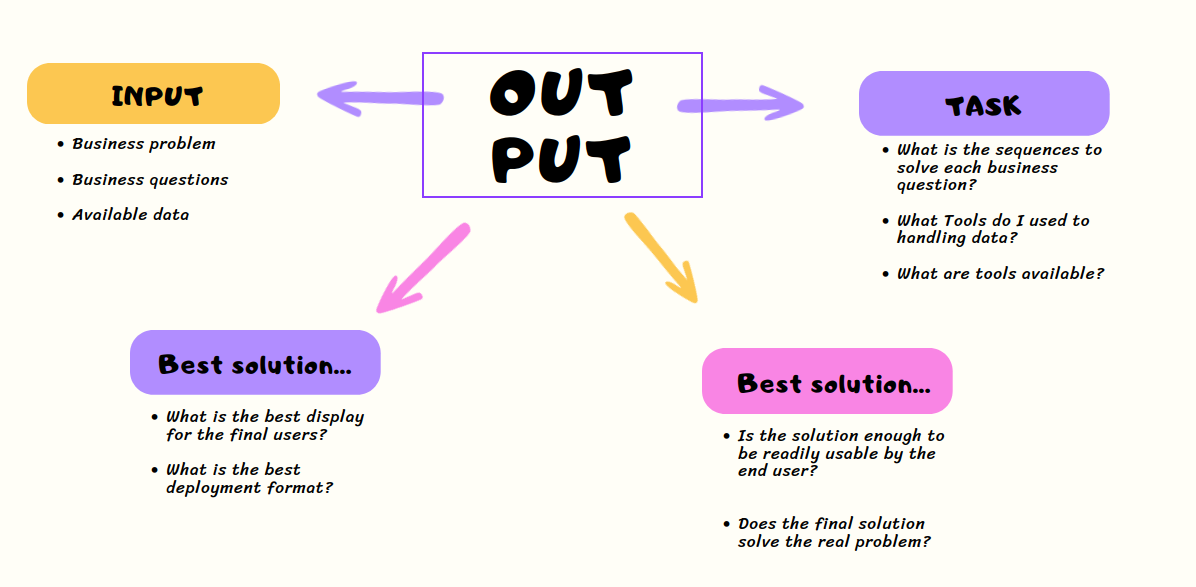 OUT
PUT
INPUT
• Business problem
• Business questions
• Available data
TASK
• What is the sequences to
solve each business
question?
• What Tools do I used to
handling data?
• What are tools available?
Best solution...
• What is the best display
for the final users?
• What is the best
deployment format?
Best solution...
• Is the solution enough to
be readily usable by the
end user?
• Does the final solution
solve the real problem?